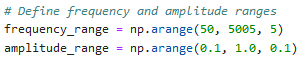 # Define frequency and amplitude ranges
frequency_range = np.arange(50, 5005, 5)
amplitude_range = np.arange(0.1, 1.0, 0.1)